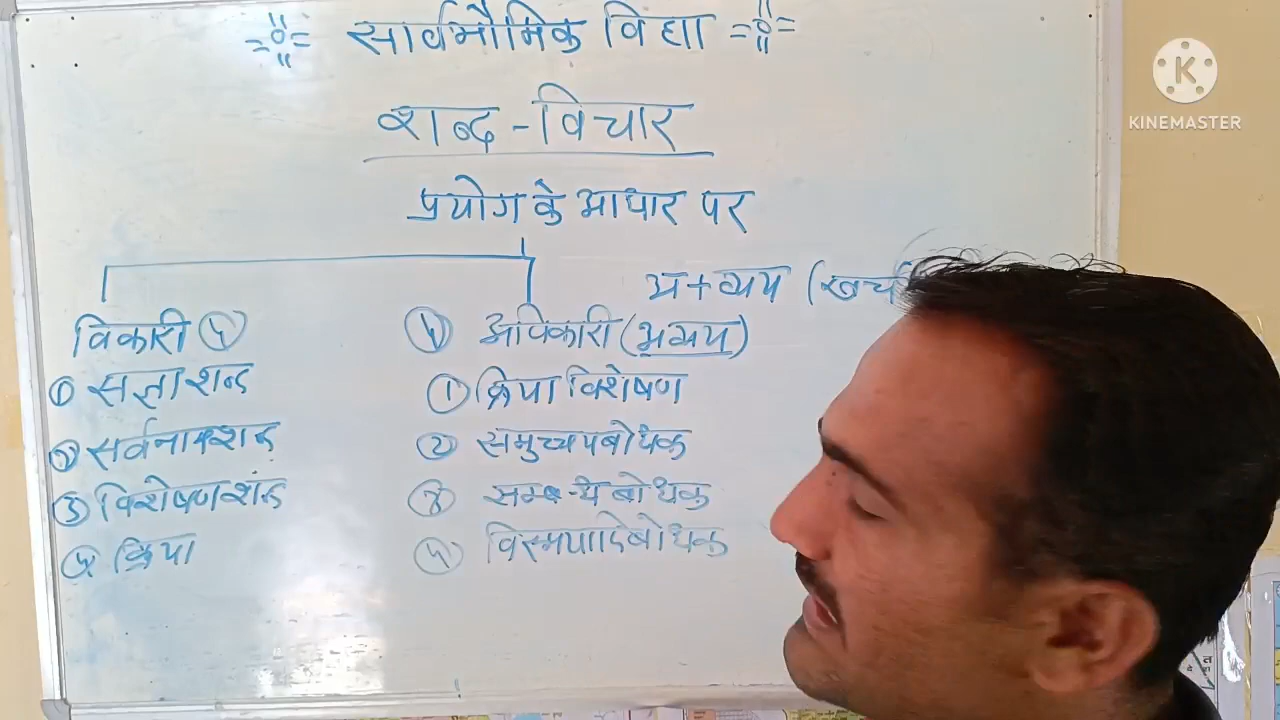 सार्वभौमिक विद्या
KINEMASTER
शब्द-विचार
प्रयोग के आधार पर
अ+व्यय (खर्च
विकारी ④
④ अविकारी (अव्यय)
① संज्ञा शब्द
① क्रिया विशेषण
② सर्वनाम शब्द
② समुच्चयबोधक
③ विशेषण शब्द
③ सम्बन्ध बोधक
④ क्रिया
④ विस्मयादिबोधक